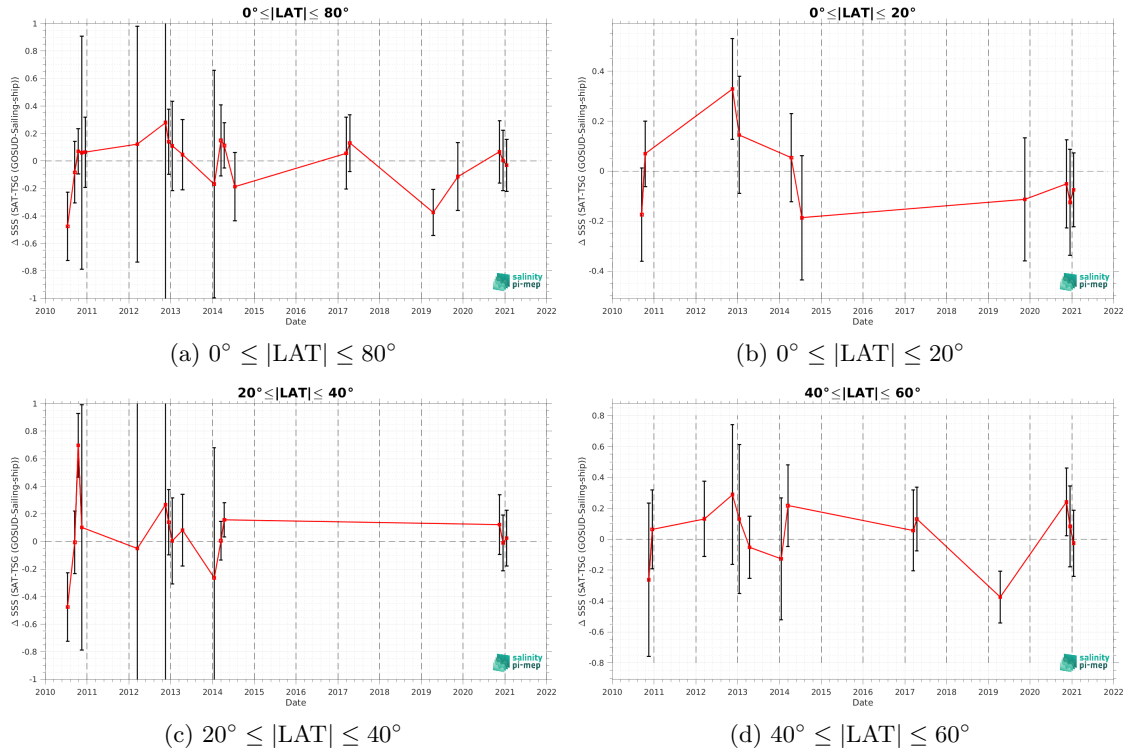 0°≤|LAT|≤ 80°
1
0.8
0.6
0.4
0.2
0
-0.2
-0.4
-0.6
-0.8
-1
Δ SSS (SAT-TSG (GOSUD-Sailing-ship))
2010 2011 2012 2013 2014 2015 2016 2017 2018 2019 2020 2021 2022
Date
salinity
pi-mep
(a) 0° ≤ |LAT| ≤ 80°
0°≤|LAT|≤ 20°
0.4
0.2
0
-0.2
-0.4
Δ SSS (SAT-TSG (GOSUD-Sailing-ship))
2010 2011 2012 2013 2014 2015 2016 2017 2018 2019 2020 2021 2022
Date
salinity
pi-mep
(b) 0° ≤ |LAT| ≤ 20°
20°≤|LAT|≤ 40°
1
0.8
0.6
0.4
0.2
0
-0.2
-0.4
-0.6
-0.8
-1
Δ SSS (SAT-TSG (GOSUD-Sailing-ship))
2010 2011 2012 2013 2014 2015 2016 2017 2018 2019 2020 2021 2022
Date
salinity
pi-mep
(c) 20° ≤ |LAT| ≤ 40°
40°≤|LAT|≤ 60°
0.8
0.6
0.4
0.2
0
-0.2
-0.4
-0.6
-0.8
Δ SSS (SAT-TSG (GOSUD-Sailing-ship))
2010 2011 2012 2013 2014 2015 2016 2017 2018 2019 2020 2021 2022
Date
salinity
pi-mep
(d) 40° ≤ |LAT| ≤ 60°